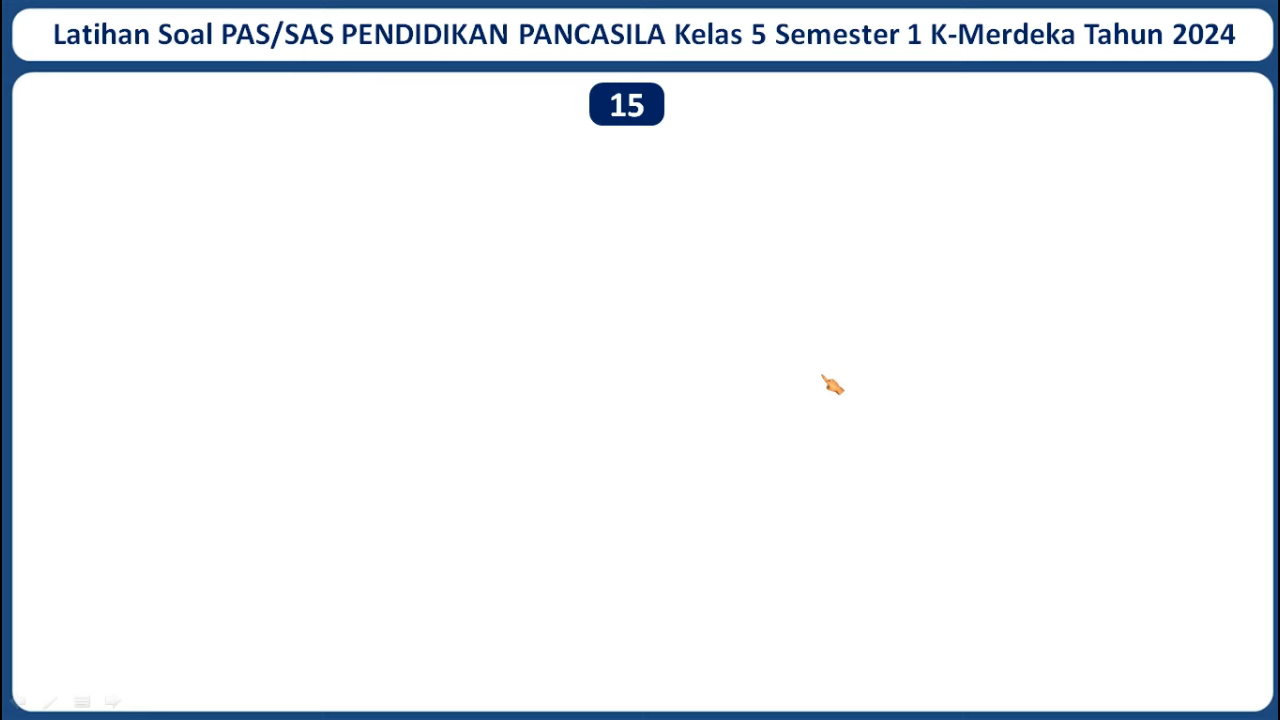 Latihan Soal PAS/SAS PENDIDIKAN PANCASILA Kelas 5 Semester 1 K-Merdeka Tahun 2024
15